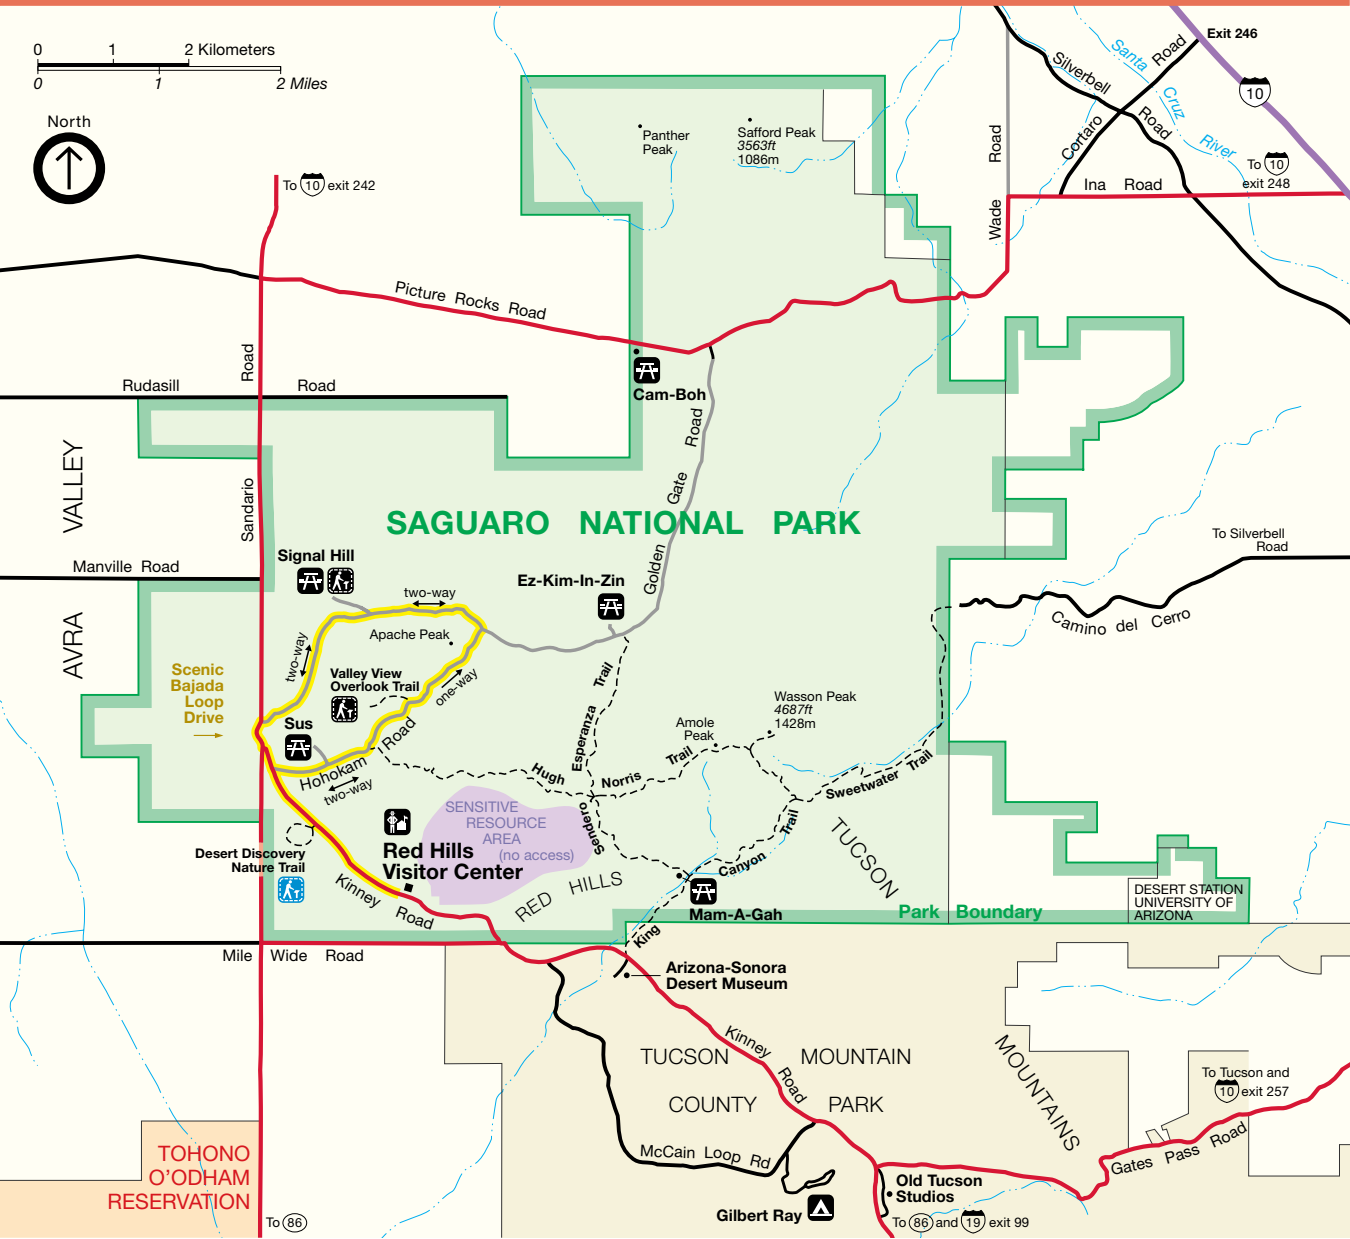 0 1 2 Kilometers
0 1 2 Miles
North
To 10 exit 242
Exit 246
10
Santa
Cruz
River
Silverbell
Road
Cortaro
Road
To 10
exit 248
Ina Road
Wade
Road
Panther
Peak
Safford Peak
3563ft
1086m
Picture Rocks Road
Rudasill Road
Sandario
Road
Cam-Boh
Golden Gate Road
VALLEY
AVRA
SAGUARO NATIONAL PARK
Manville Road
Signal Hill
two-way
Ez-Kim-In-Zin
To Silverbell
Road
Camino del Cerro
Apache Peak
two-way
Valley View
Overlook Trail
one-way
Scenic
Bajada
Loop
Drive
Sus
Hohokam
Road
two-way
Esperanza
Trail
Wasson Peak
4687ft
1428m
Amole
Peak
Hugh
Norris
Trail
Sweetwater Trail
Sendero
SENSITIVE
RESOURCE
AREA
(no access)
Red Hills
Visitor Center
Desert Discovery
Nature Trail
Kinney
Road
RED HILLS
King
Canyon
Trail
Mam-A-Gah
TUCSON
MOUNTAINS
Park Boundary
DESERT STATION
UNIVERSITY OF
ARIZONA
Mile Wide Road
Arizona-Sonora
Desert Museum
Kinney
Road
TUCSON MOUNTAIN
COUNTY PARK
McCain Loop Rd
Gilbert Ray
To Tucson and
10 exit 257
Gates Pass Road
Old Tucson
Studios
To 86 and 19 exit 99
TOHONO
O'ODHAM
RESERVATION
To 86